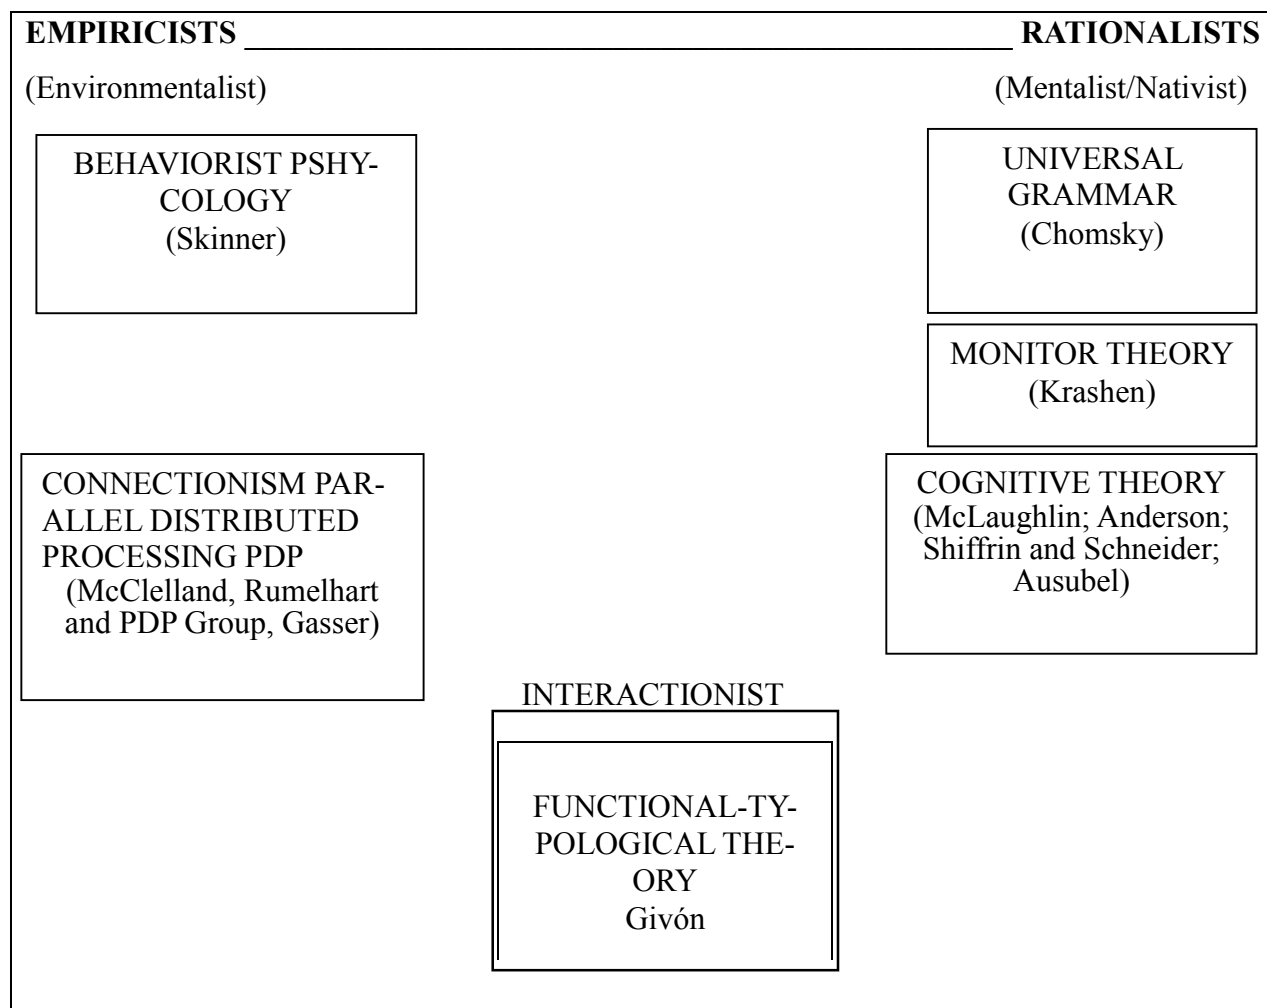 EMPIRICISTS ________________ RATIONALISTS
(Environmentalist) (Mentalist/Nativist)
BEHAVIORIST PSHY-
COLOGY
(Skinner)
UNIVERSAL
GRAMMAR
(Chomsky)
MONITOR THEORY
(Krashen)
CONNECTIONISM PAR-
ALLEL DISTRIBUTED
PROCESSING PDP
(McClelland, Rumelhart
and PDP Group, Gasser)
COGNITIVE THEORY
(McLaughlin; Anderson;
Shiffrin and Schneider;
Ausubel)
INTERACTIONIST
FUNCTIONAL-TY-
POLOGICAL THE-
ORY
Givón